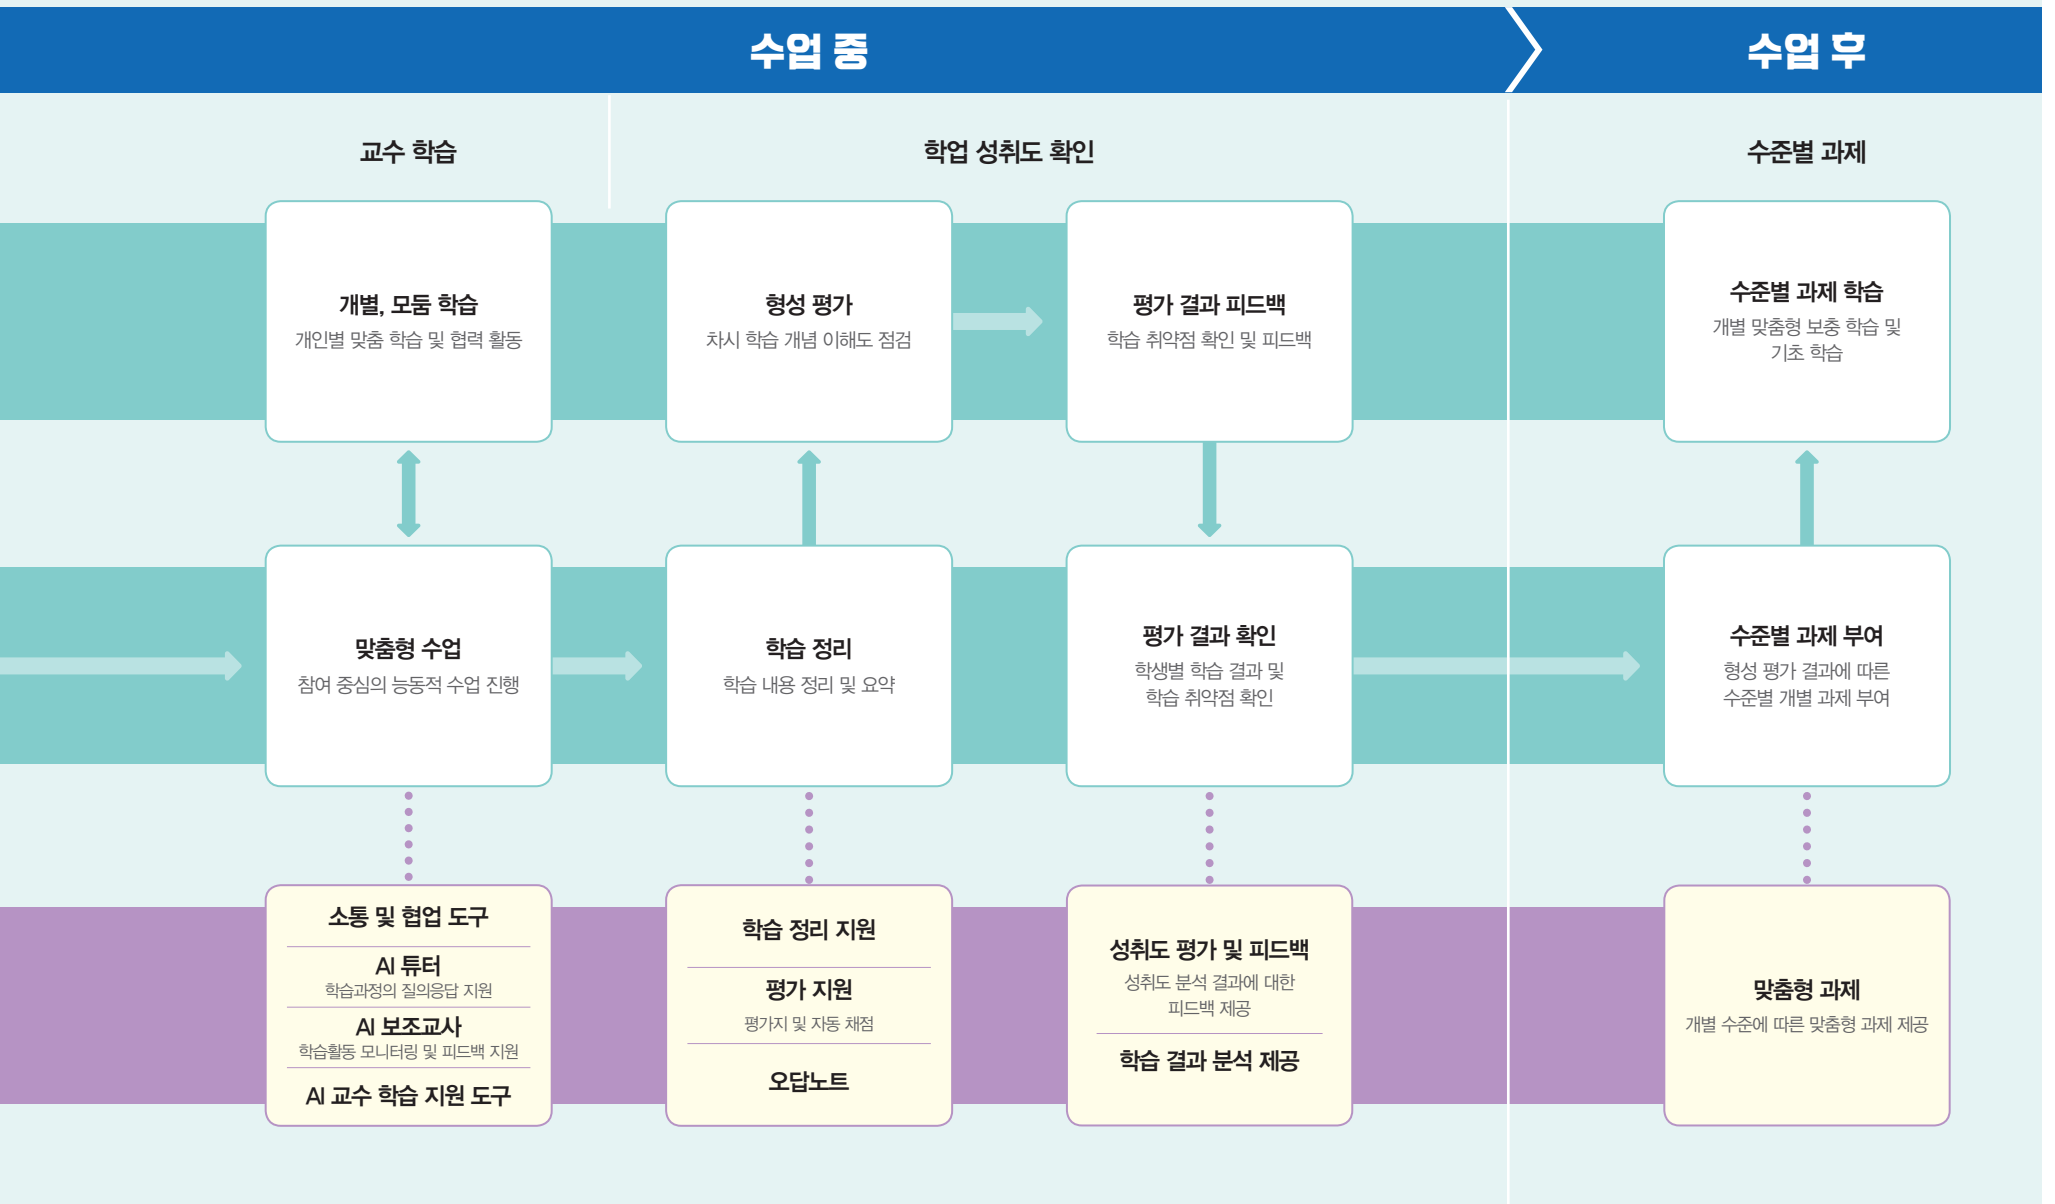 수업 중
수업 후
교수 학습
학업 성취도 확인
수준별 과제
개별, 모둠 학습
개인별 맞춤 학습 및 협력 활동
형성 평가
차시 학습 개념 이해도 점검
평가 결과 피드백
학습 취약점 확인 및 피드백
수준별 과제 학습
개별 맞춤형 보충 학습 및
기초 학습
맞춤형 수업
참여 중심의 능동적 수업 진행
학습 정리
학습 내용 정리 및 요약
평가 결과 확인
학생별 학습 결과 및
학습 취약점 확인
수준별 과제 부여
형성 평가 결과에 따른
수준별 개별 과제 부여
소통 및 협업 도구
AI 튜터
학습과정의 질의응답 지원
AI 보조교사
학습활동 모니터링 및 피드백 지원
AI 교수 학습 지원 도구
학습 정리 지원
평가 지원
평가지 및 자동 채점
오답노트
성취도 평가 및 피드백
성취도 분석 결과에 대한
피드백 제공
학습 결과 분석 제공
맞춤형 과제
개별 수준에 따른 맞춤형 과제 제공